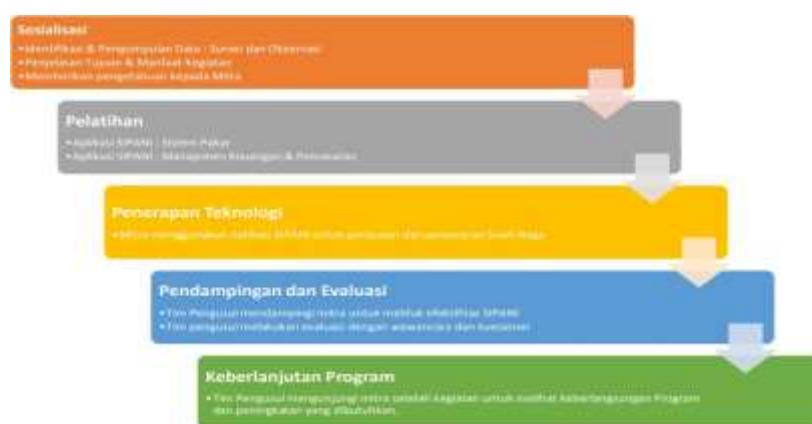 Sosialisasi
• Identifikasi & Pengumpulan Data : Survei dan Observasi
• Penjelasan Tujuan & Manfaat Kegiatan
• Memberikan pengetahuan kepada Mitra
Pelatihan
• Aplikasi SIPANI : Sistem Pakar
• Aplikasi SIPANI : Manajemen Keuangan & Pemasaran
Penerapan Teknologi
• Mitra menggunakan Aplikasi SIPANI untuk dan pemasaran
Pendampingan dan Evaluasi
• Tim Pengusul mendampingi mitra untuk melihat efektifitas SIPANI
• Tim pengusul melakukan evaluasi dengan wawancara dan kuesioner
Keberlanjutan Program
• Tim Pengusul mengunjungi mitra setelah kegiatan untuk melihat keberlangsungan Program
dan peningkatan yang dibutuhkan.